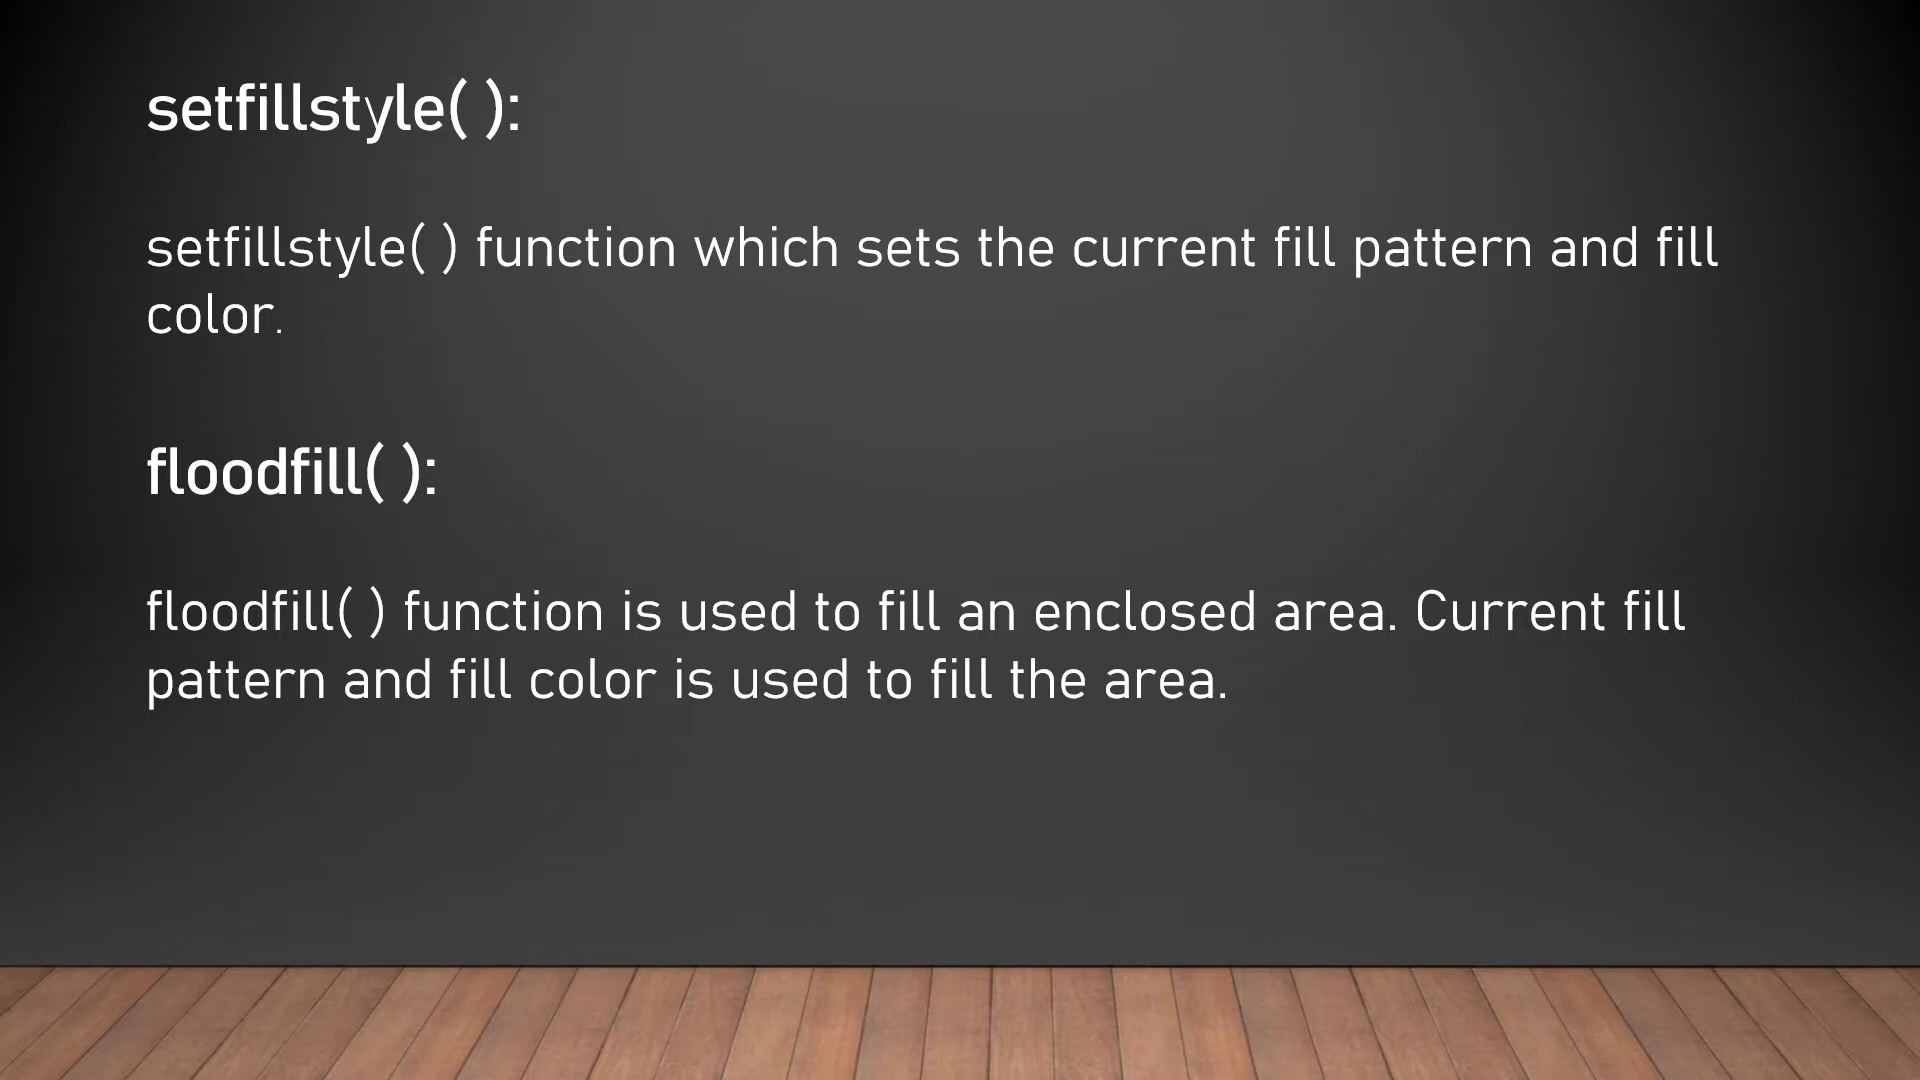 setfillstyle( ):
setfillstyle( ) function which sets the current fill pattern and fill
color.
floodfill( ):
floodfill( ) function is used to fill an enclosed area. Current fill
pattern and fill color is used to fill the area.